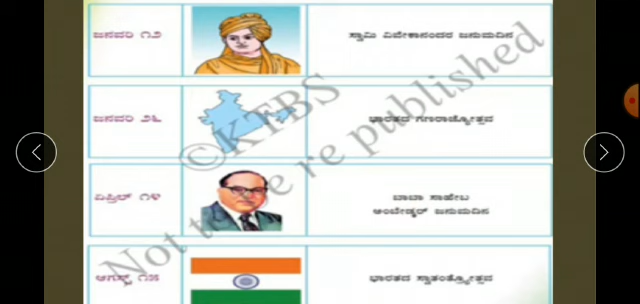 ಜನವರಿ ೧೨
ಸ್ವಾಮಿ ವಿವೇಕಾನಂದರ ಜನುಮದಿನ
ಜನವರಿ ೨೬
ಭಾರತದ ಗಣರಾಜ್ಯೋತ್ಸವ
ಏಪ್ರಿಲ್ ೧೪
ಬಾಬಾ ಸಾಹೇಬ
ಅಂಬೇಡ್ಕರ್ ಜನುಮದಿನ
ಆಗಸ್ಟ್ ೧೫
ಭಾರತದ ಸ್ವಾತಂತ್ರ್ಯೋತ್ಸವ
©KTBS
Not to be re published